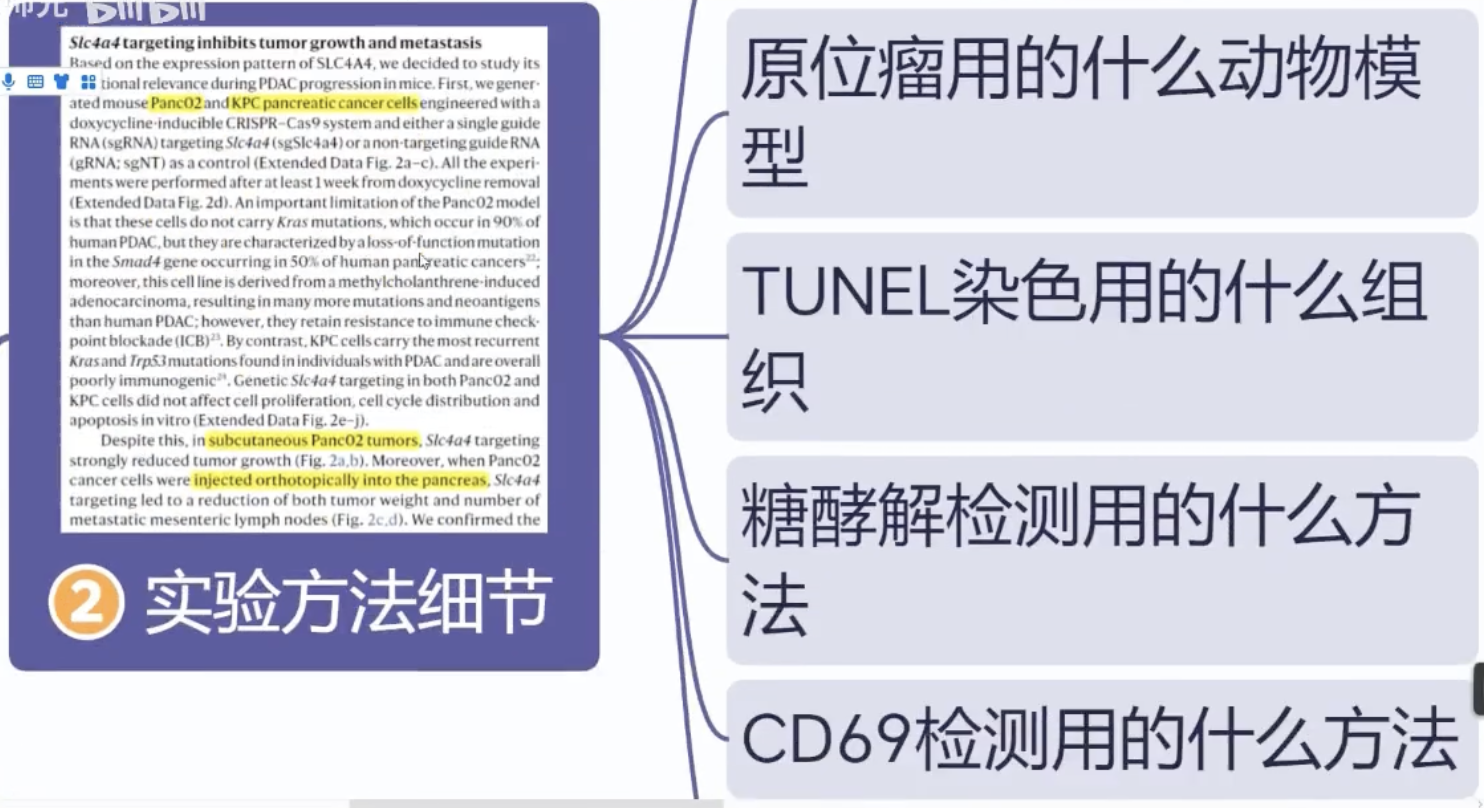 bilibili
Slc4a4 targeting inhibits tumor growth and metastasis
Based on the expression pattern of SLC4A4, we decided to study its
tional relevance during PDAC progression in mice. First, we gener-
ated mouse Panc02 and KPC pancreatic cancer cells engineered with a
doxycycline-inducible CRISPR–Cas9 system and either a single guide
RNA (sgRNA) targeting Slc4a4 (sgSlc4a4) or a non-targeting guide RNA
(gRNA; sgNT) as a control (Extended Data Fig. 2a–c). All the experi-
ments were performed after at least 1 week from doxycycline removal
(Extended Data Fig. 2d). An important limitation of the Panc02 model
is that these cells do not carry Kras mutations, which occur in 90% of
human PDAC, but they are characterized by a loss-of-function mutation
in the Smad4 gene occurring in 50% of human pancreatic cancers²²;
moreover, this cell line is derived from a methylcholanthrene-induced
adenocarcinoma, resulting in many more mutations and neoantigens
than human PDAC; however, they retain resistance to immune check-
point blockade (ICB)²³. By contrast, KPC cells carry the most recurrent
Kras and Trp53 mutations found in individuals with PDAC and are overall
poorly immunogenic²⁴. Genetic Slc4a4 targeting in both Panc02 and
KPC cells did not affect cell proliferation, cell cycle distribution and
apoptosis in vitro (Extended Data Fig. 2e–j).
Despite this, in subcutaneous Panc02 tumors, Slc4a4 targeting
strongly reduced tumor growth (Fig. 2a,b). Moreover, when Panc02
cancer cells were injected orthotopically into the pancreas, Slc4a4
targeting led to a reduction of both tumor weight and number of
metastatic mesenteric lymph nodes (Fig. 2c,d). We confirmed the
2 实验方法细节
原位瘤用的什么动物模
型
TUNEL染色用的什么组
织
糖酵解检测用的什么方
法
CD69检测用的什么方法